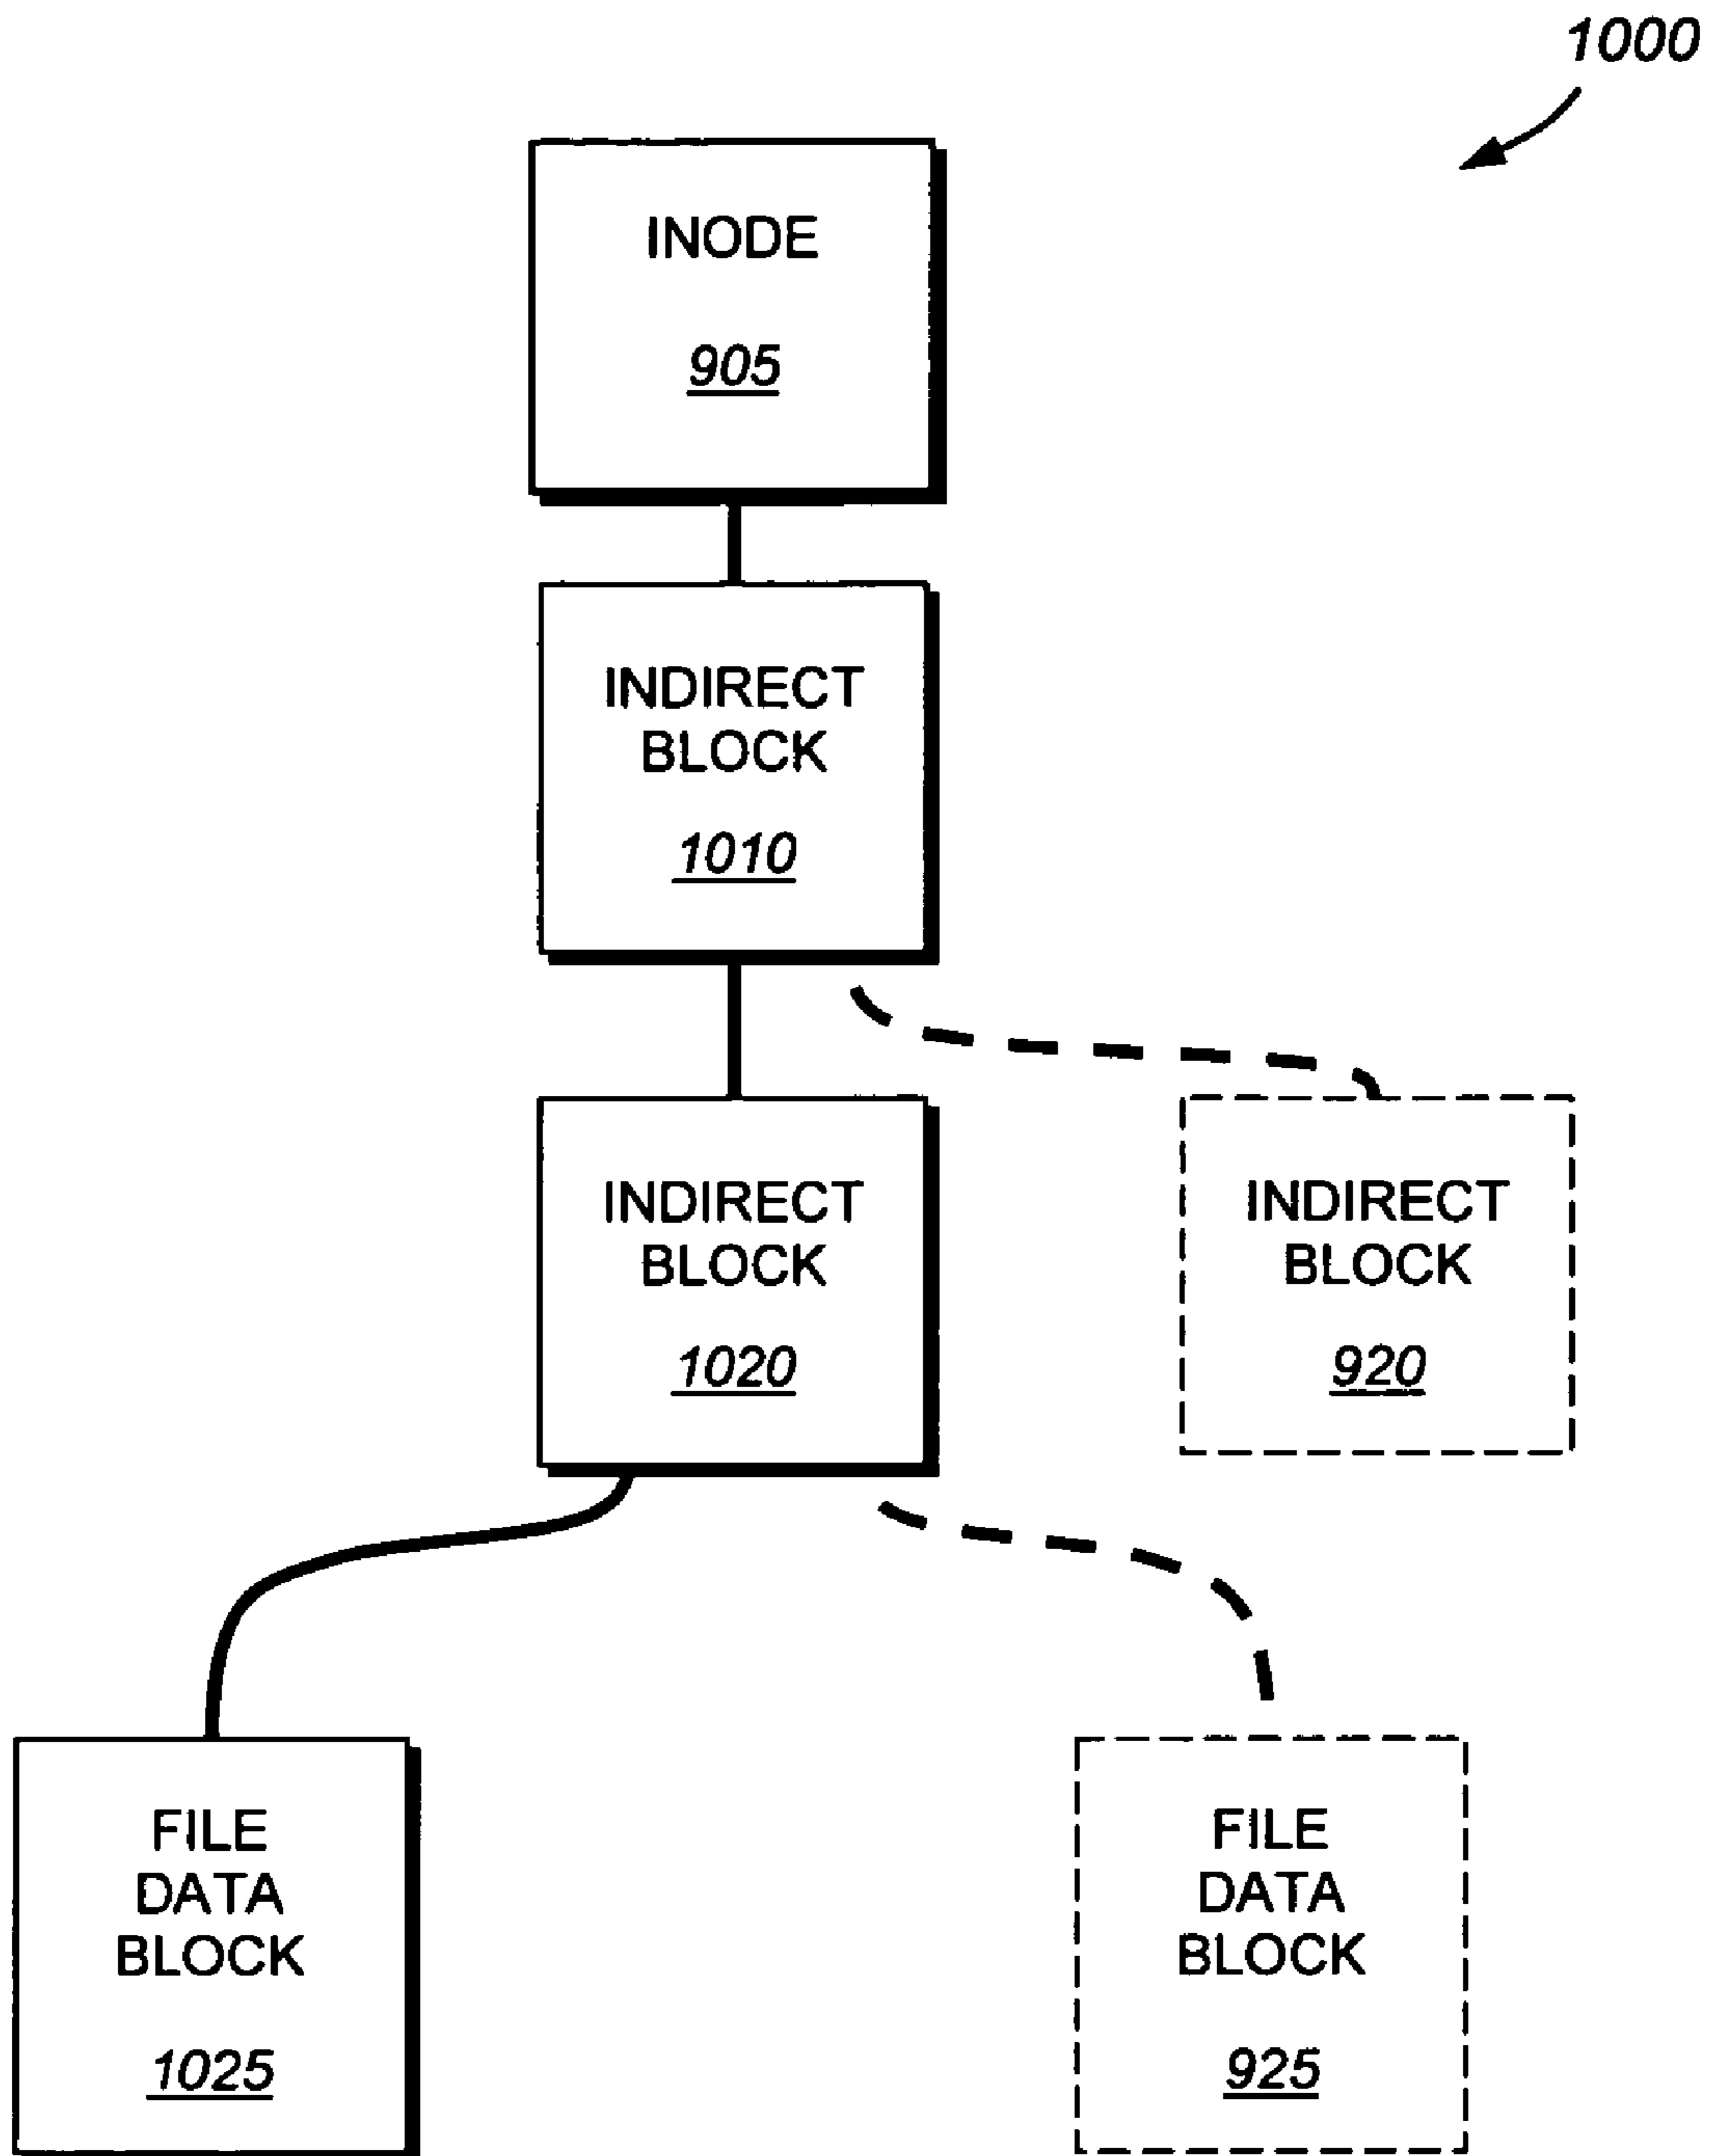 1000
INODE
905
INDIRECT
BLOCK
1010
INDIRECT
BLOCK
1020
INDIRECT
BLOCK
920
FILE
DATA
BLOCK
1025
FILE
DATA
BLOCK
925